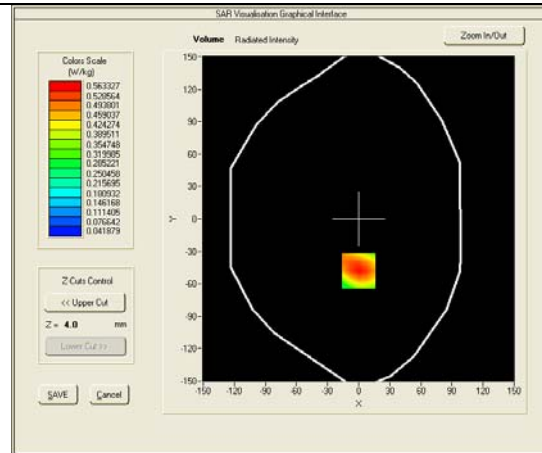 SAR Visualisation Graphical Interface
Volume Radiated Intensity
Zoom In/Out
Colors Scale
(W/kg)
0.563327
0.528564
0.493801
0.459037
0.424274
0.389511
0.354748
0.319985
0.285221
0.250458
0.215695
0.180932
0.146168
0.111405
0.076642
0.041879
Z Cuts Control
<< Upper Cut
Z = 4.0 mm
Lower Cut >>
SAVE Cancel
150
120
90
60
30
0
-30
-60
-90
-120
-150
Y
-150 -120 -90 -60 -30 0 30 60 90 120 150
X